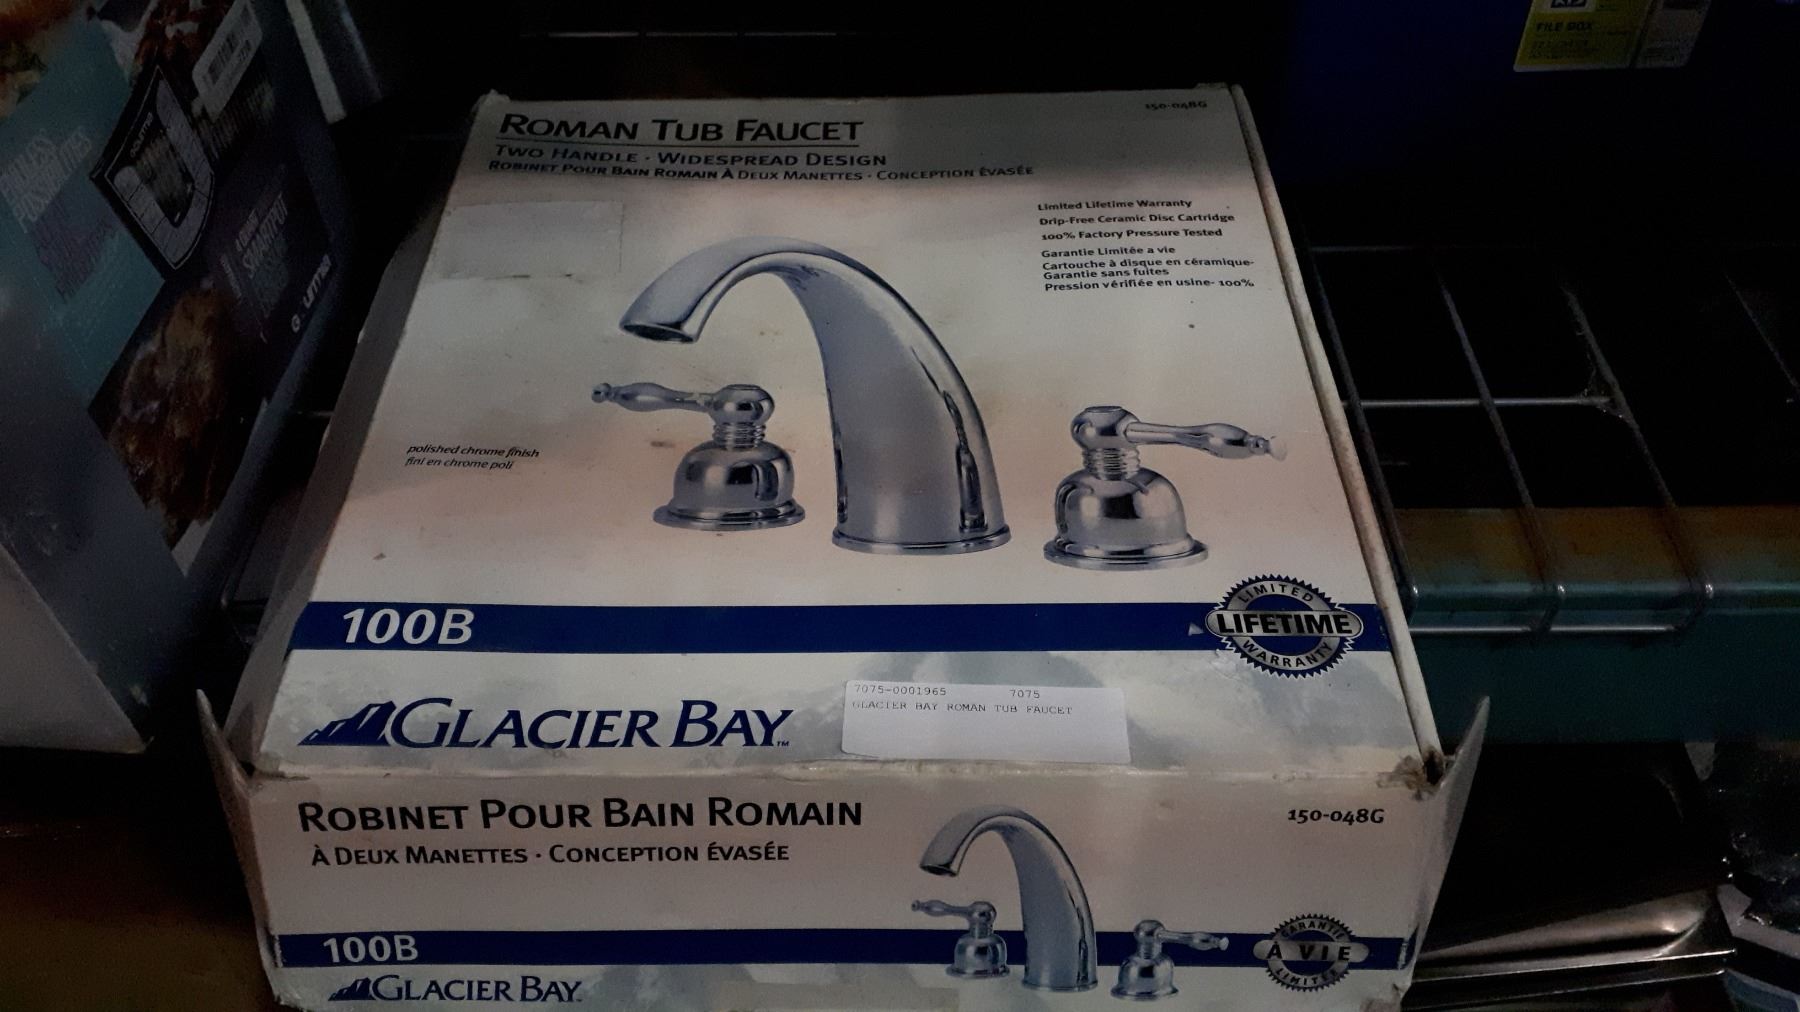 ROMAN TUB FAUCET
150-048G
TWO HANDLE · WIDESPREAD DESIGN
ROBINET POUR BAIN ROMAIN À DEUX MANETTES · CONCEPTION ÉVASÉE
Limited Lifetime Warranty
Drip-Free Ceramic Disc Cartridge
100% Factory Pressure Tested
Garantie Limitée a vie
Cartouche à disque en céramique-
Garantie sans fuites
Pression vérifiée en usine- 100%
polished chrome finish
fini en chrome poli
100B
LIMITED
LIFETIME
WARRANTY
GLACIER BAY™
7075-0001965 7075
GLACIER BAY ROMAN TUB FAUCET
ROBINET POUR BAIN ROMAIN
150-048G
À DEUX MANETTES · CONCEPTION ÉVASÉE
100B
GARANTIE
À VIE
LIMITÉE
GLACIER BAY
FILE BOX